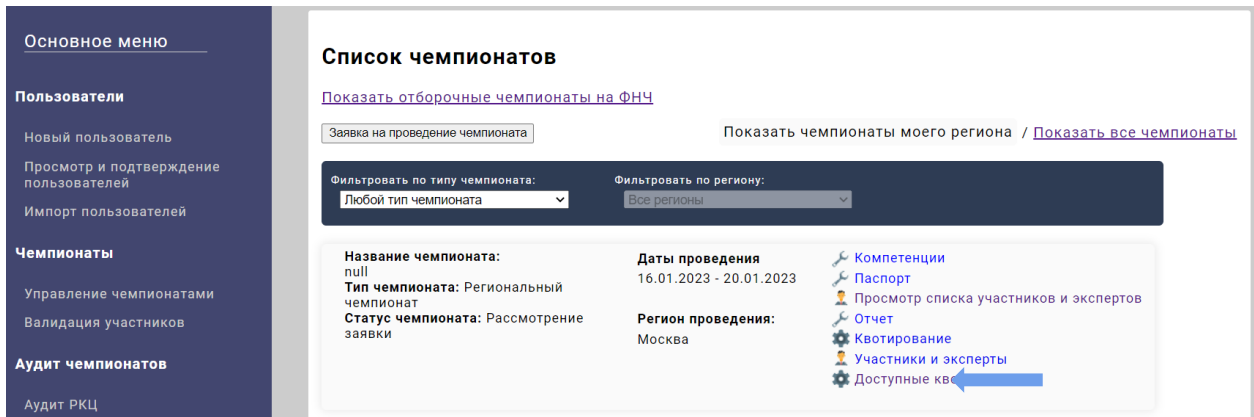 Основное меню
Пользователи
Новый пользователь
Просмотр и подтверждение
пользователей
Импорт пользователей
Чемпионаты
Управление чемпионатами
Валидация участников
Аудит чемпионатов
Аудит РКЦ
Список чемпионатов
Показать отборочные чемпионаты на ФНЧ
Заявка на проведение чемпионата
Показать чемпионаты моего региона / Показать все чемпионаты
Фильтровать по типу чемпионата:
Любой тип чемпионата
Фильтровать по региону:
Все регионы
Название чемпионата:
null
Тип чемпионата: Региональный
чемпионат
Статус чемпионата: Рассмотрение
заявки
Даты проведения
16.01.2023 - 20.01.2023
Регион проведения:
Москва
Компетенции
Паспорт
Просмотр списка участников и экспертов
Отчет
Квотирование
Участники и эксперты
Доступные